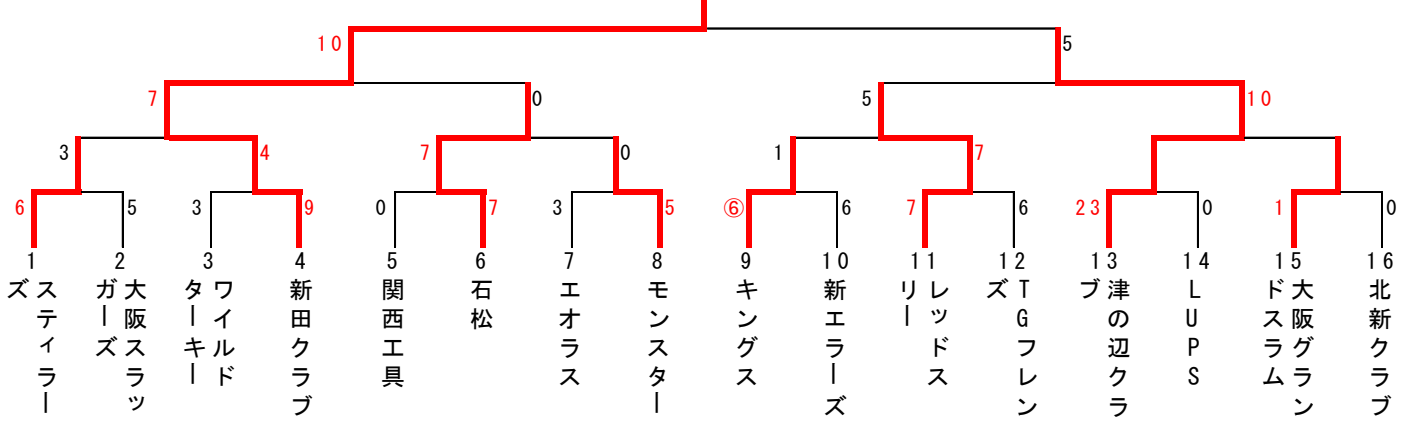 10 5
7 0 5 10
3 4 7 0 1 7
6 5 3 9 0 7 3 5 ⑥ 6 7 6 23 0 1 0
1 2 3 4 5 6 7 8 9 10 11 12 13 14 15 16
スティラーズ
大阪スラッガーズ
ワイルドターキー
新田クラブ
関西工具
石松
エオラス
モンスター
キングス
新エラーズ
レッドスリー
TGフレンズ
津の辺クラブ
LUPS
大阪グランドスラム
北新クラブ